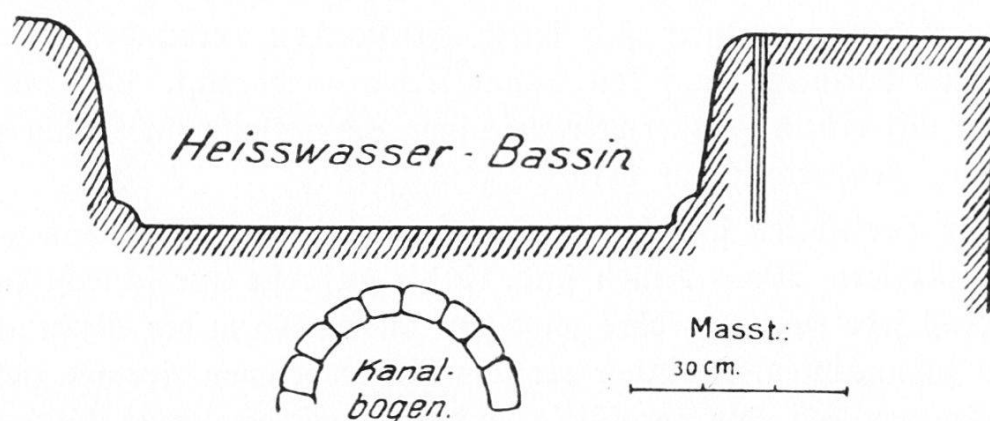 Heisswasser - Bassin
Kanal-
bogen.
Masst.:
30 cm.